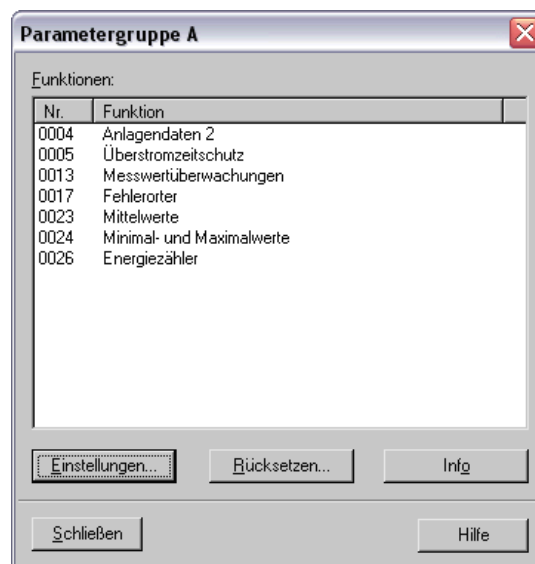 Parametergruppe A
Funktionen:
Nr. Funktion
0004 Anlagendaten 2
0005 Überstromzeitschutz
0013 Messwertüberwachungen
0017 Fehlerorter
0023 Mittelwerte
0024 Minimal- und Maximalwerte
0026 Energiezähler
Einstellungen... Rücksetzen... Info
Schließen Hilfe